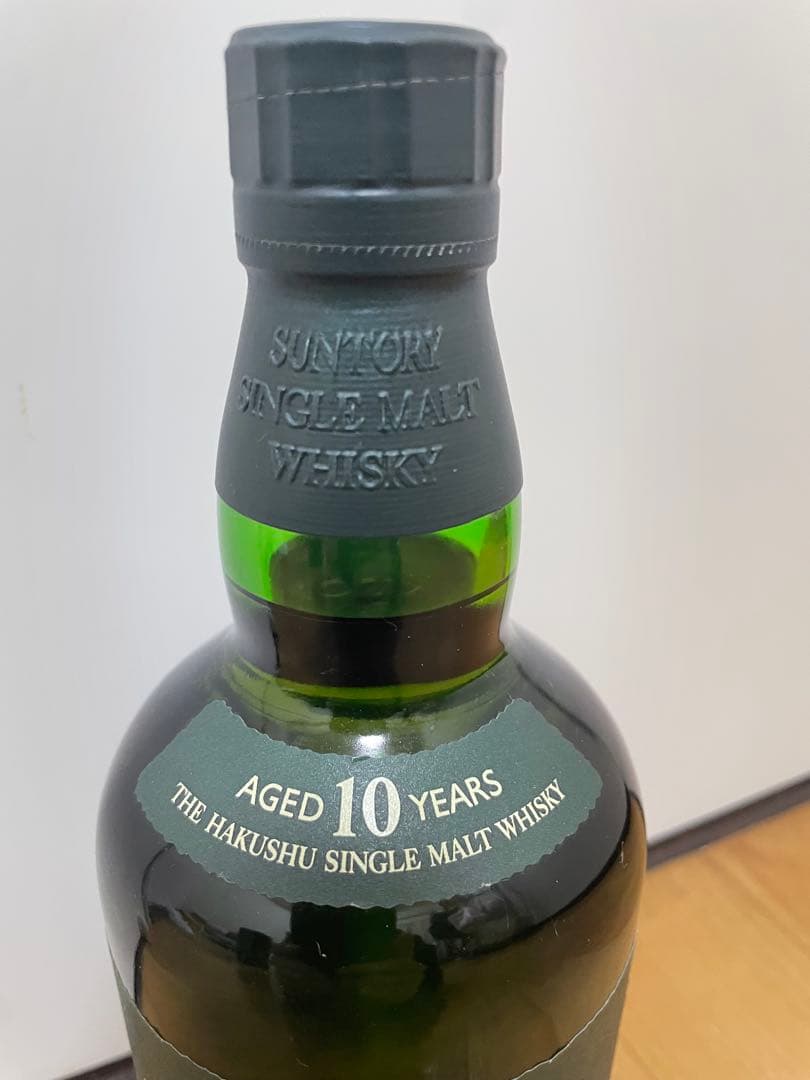 SUNTORY
SINGLE MALT
WHISKY
AGED 10 YEARS
THE HAKUSHU SINGLE MALT WHISKY